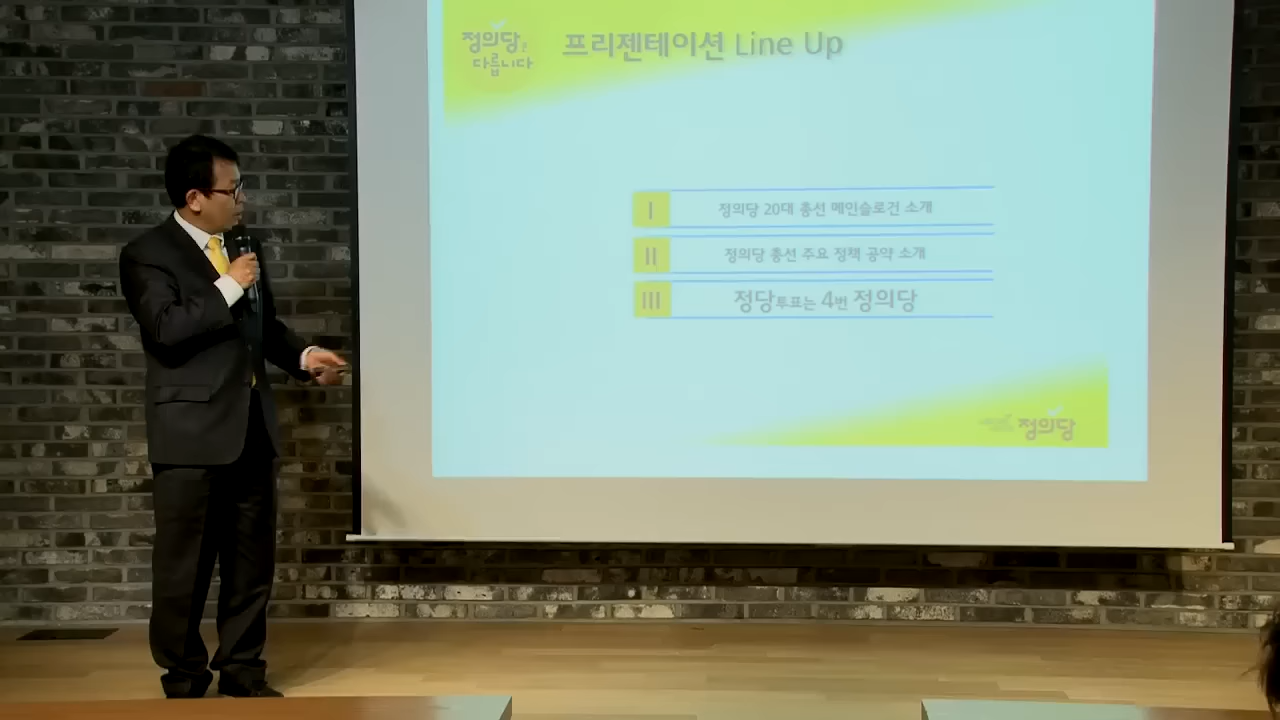 정의당은
다릅니다
프리젠테이션 Line Up
I 정의당 20대 총선 메인슬로건 소개
II 정의당 총선 주요 정책 공약 소개
III 정당투표는 4번 정의당
정의당